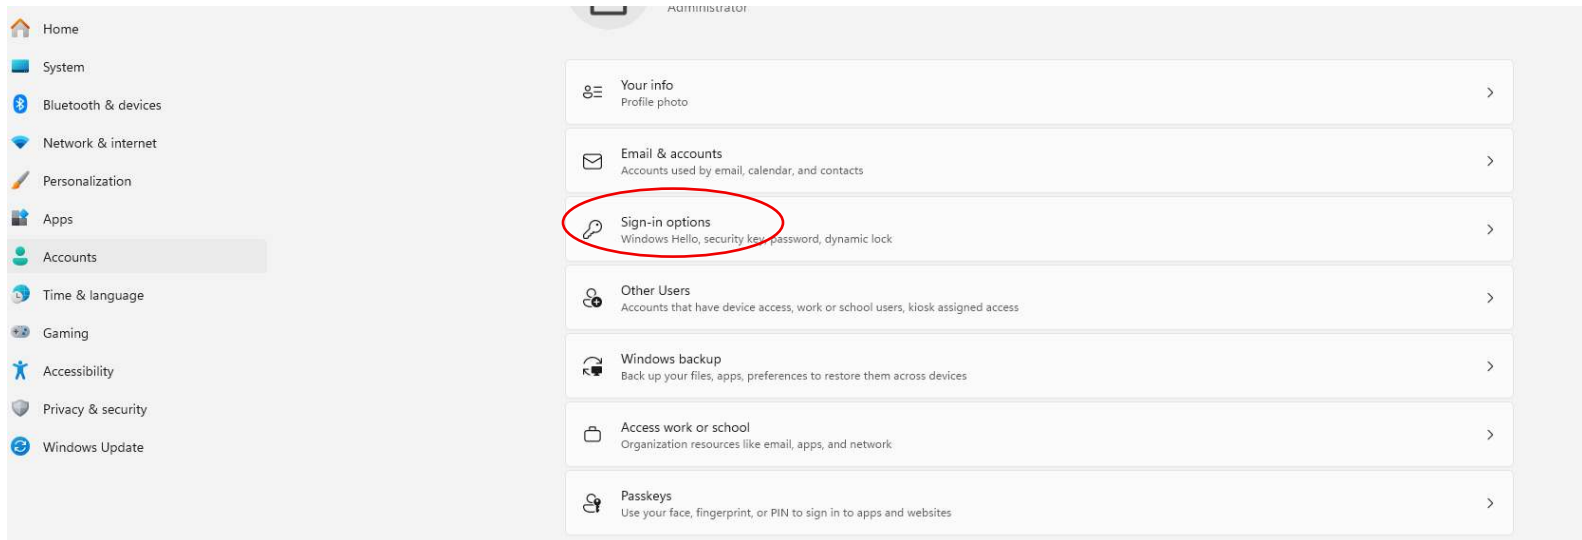 Administrator
Home
System
Bluetooth & devices
Network & internet
Personalization
Apps
Accounts
Time & language
Gaming
Accessibility
Privacy & security
Windows Update
Your info
Profile photo
Email & accounts
Accounts used by email, calendar, and contacts
Sign-in options
Windows Hello, security key, password, dynamic lock
Other Users
Accounts that have device access, work or school users, kiosk assigned access
Windows backup
Back up your files, apps, preferences to restore them across devices
Access work or school
Organization resources like email, apps, and network
Passkeys
Use your face, fingerprint, or PIN to sign in to apps and websites